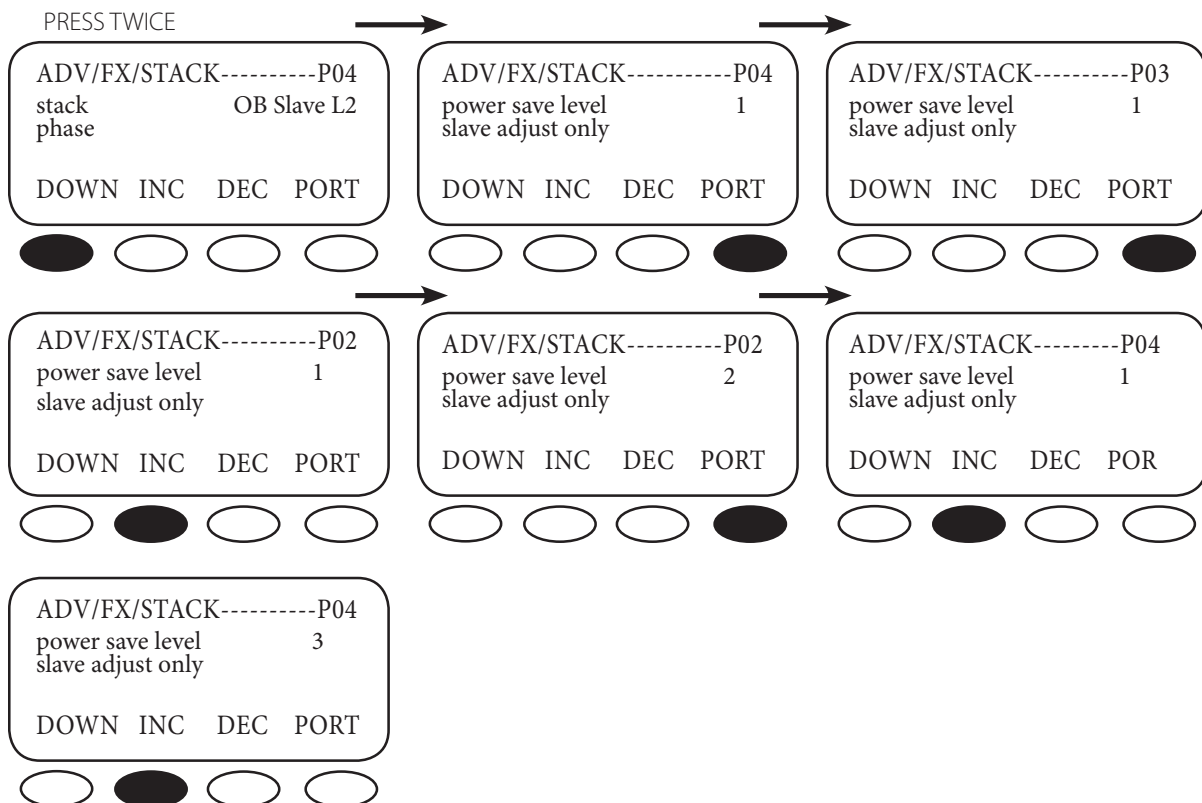 PRESS TWICE
ADV/FX/STACK----------P04
stack OB Slave L2
phase
DOWN INC DEC PORT
ADV/FX/STACK-----------P04
power save level 1
slave adjust only
DOWN INC DEC PORT
ADV/FX/STACK----------P03
power save level 1
slave adjust only
DOWN INC DEC PORT
ADV/FX/STACK----------P02
power save level 1
slave adjust only
DOWN INC DEC PORT
ADV/FX/STACK----------P02
power save level 2
slave adjust only
DOWN INC DEC PORT
ADV/FX/STACK---------P04
power save level 1
slave adjust only
DOWN INC DEC POR
ADV/FX/STACK----------P04
power save level 3
slave adjust only
DOWN INC DEC PORT